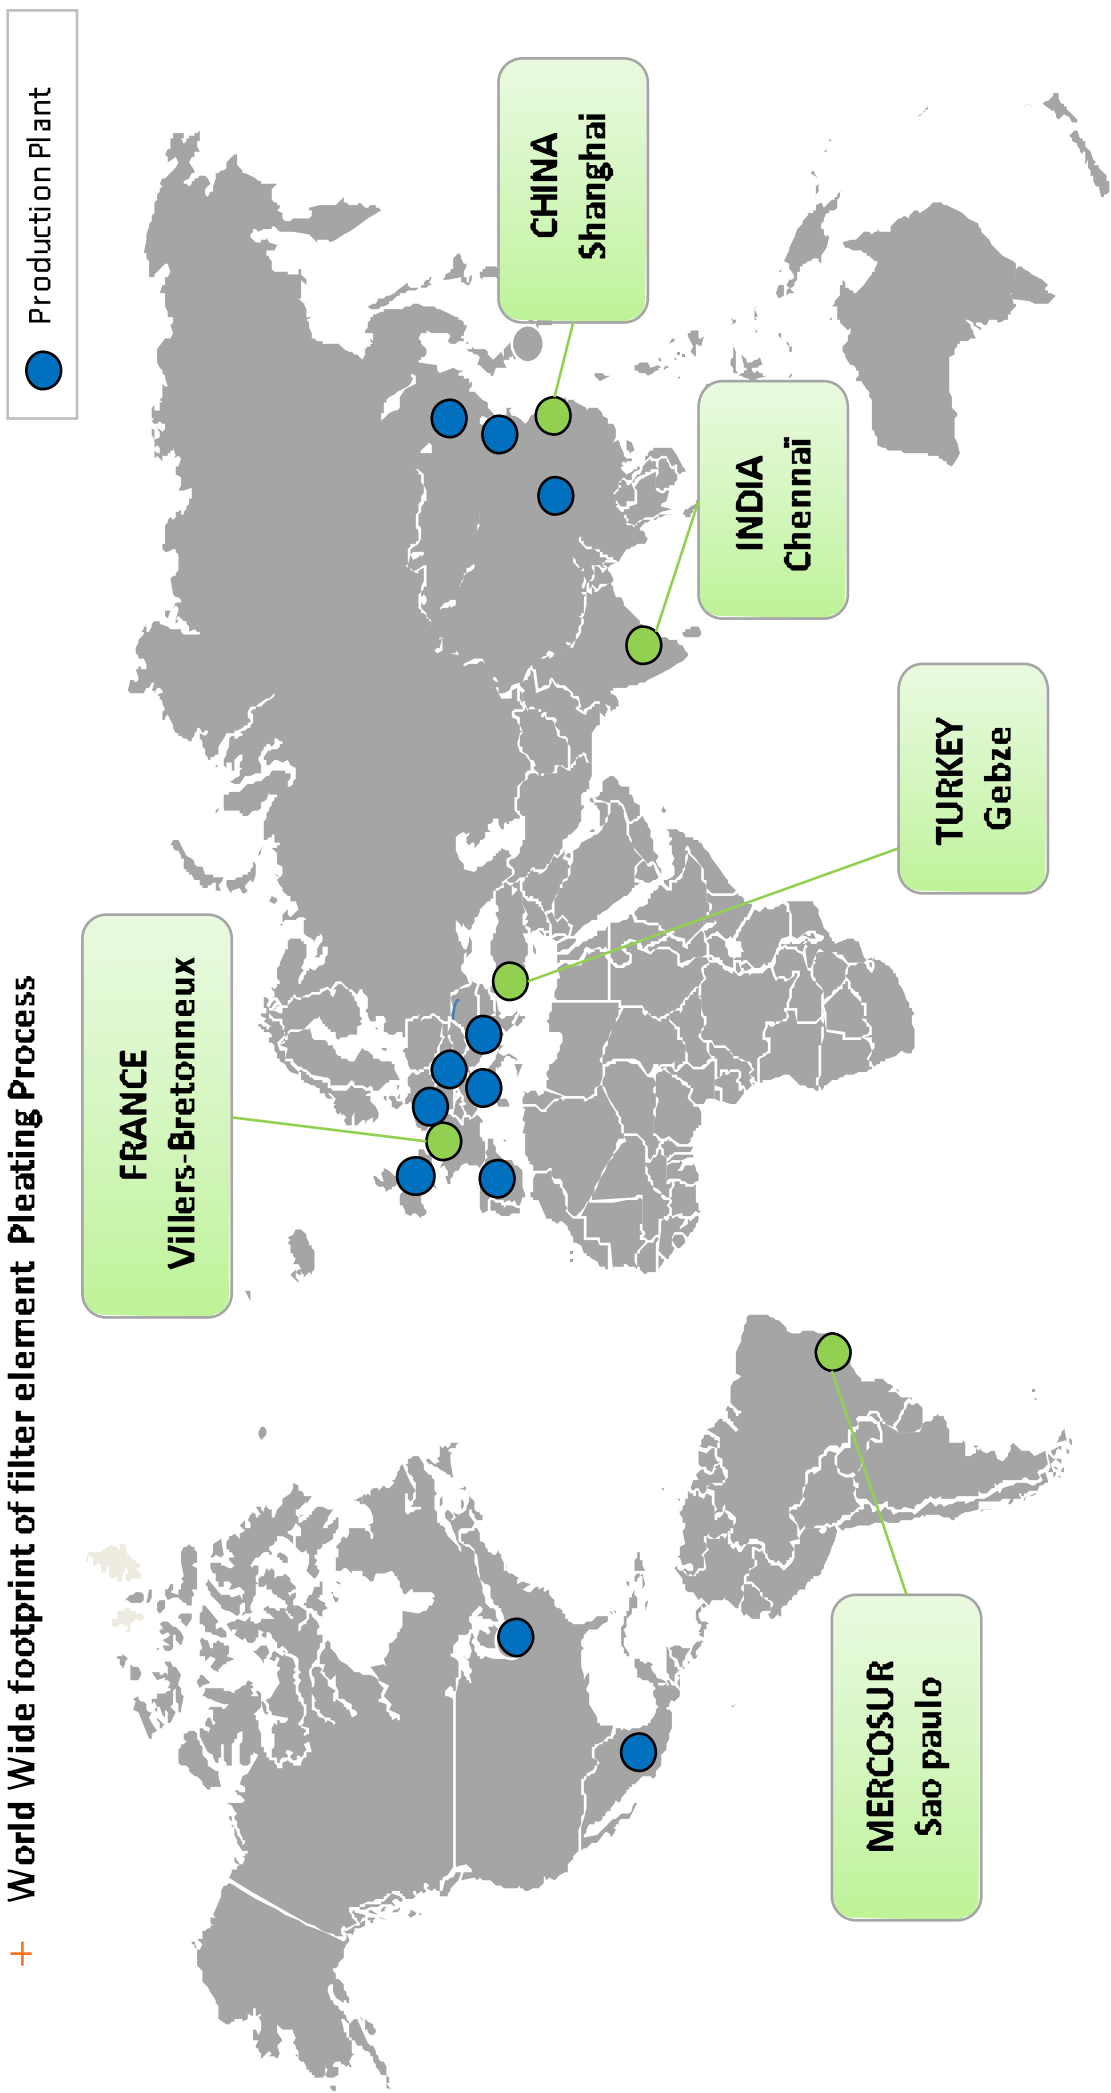 + World Wide footprint of filter element Pleating Process
Production Plant
FRANCE
Villers-Bretonneux
CHINA
Shanghai
INDIA
Chennaï
TURKEY
Gebze
MERCOSUR
Sao paulo